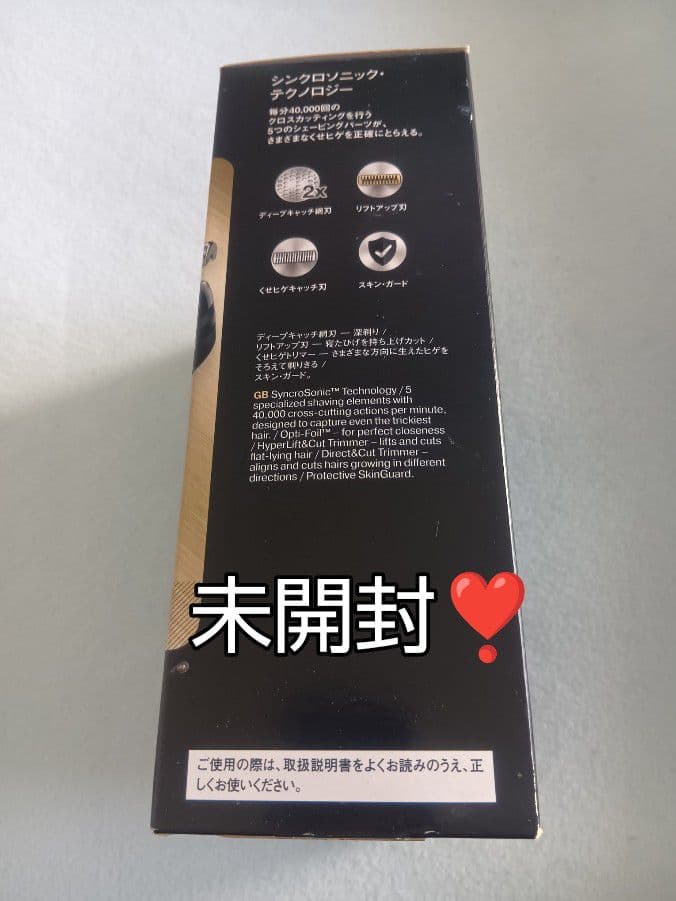 シンクロソニック・
テクノロジー
毎分40,000回の
クロスカッティングを行う
5つのシェービングパーツが、
さまざまなくせヒゲを正確にとらえる。
2x
ディープキャッチ網刃
リフトアップ刃
くせヒゲキャッチ刃
スキン・ガード
ディープキャッチ網刃 ― 深剃り /
リフトアップ刃 ― 寝たひげを持ち上げカット /
くせヒゲトリマー ― さまざまな方向に生えたヒゲを
そろえて剃りきる /
スキン・ガード。
GB SyncroSonic™ Technology / 5
specialized shaving elements with
40,000 cross-cutting actions per minute,
designed to capture even the trickiest
hair. / Opti-Foil™ – for perfect closeness
/ HyperLift&Cut Trimmer – lifts and cuts
flat-lying hair / Direct&Cut Trimmer –
aligns and cuts hairs growing in different
directions / Protective SkinGuard.
未開封❣
ご使用の際は、取扱説明書をよくお読みのうえ、正
しくお使いください。